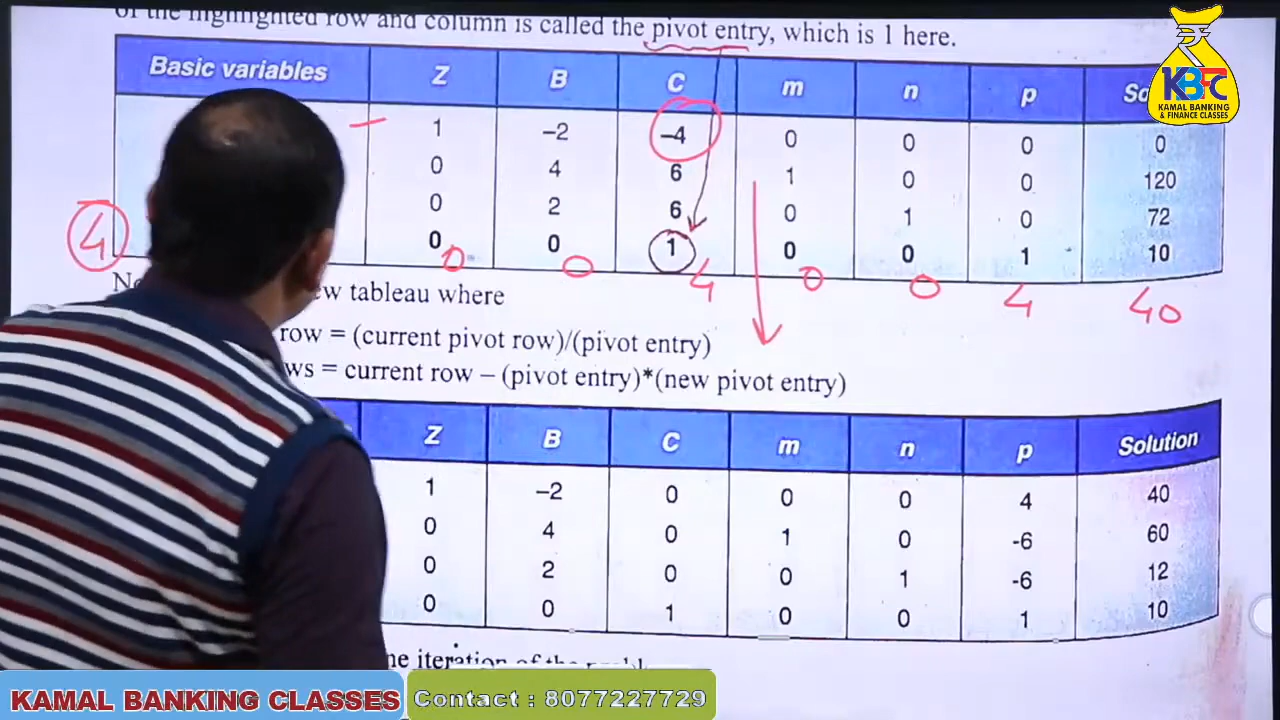 of the highlighted row and column is called the pivot entry, which is 1 here.
Basic variables Z B C m n p So
1 –2 –4 0 0 0 0
0 4 6 1 0 0 120
0 2 6 0 1 0 72
0 0 1 0 0 1 10
4
0 0 4 0 0 4 40
tableau where
row = (current pivot row)/(pivot entry)
= current row – (pivot entry)*(new pivot entry)
Z B C m n p Solution
1 –2 0 0 0 4 40
0 4 0 1 0 -6 60
0 2 0 0 1 -6 12
0 0 1 0 0 1 10
iteration of the
KBFC
KAMAL BANKING
& FINANCE CLASSES
KAMAL BANKING CLASSES
Contact : 8077227729